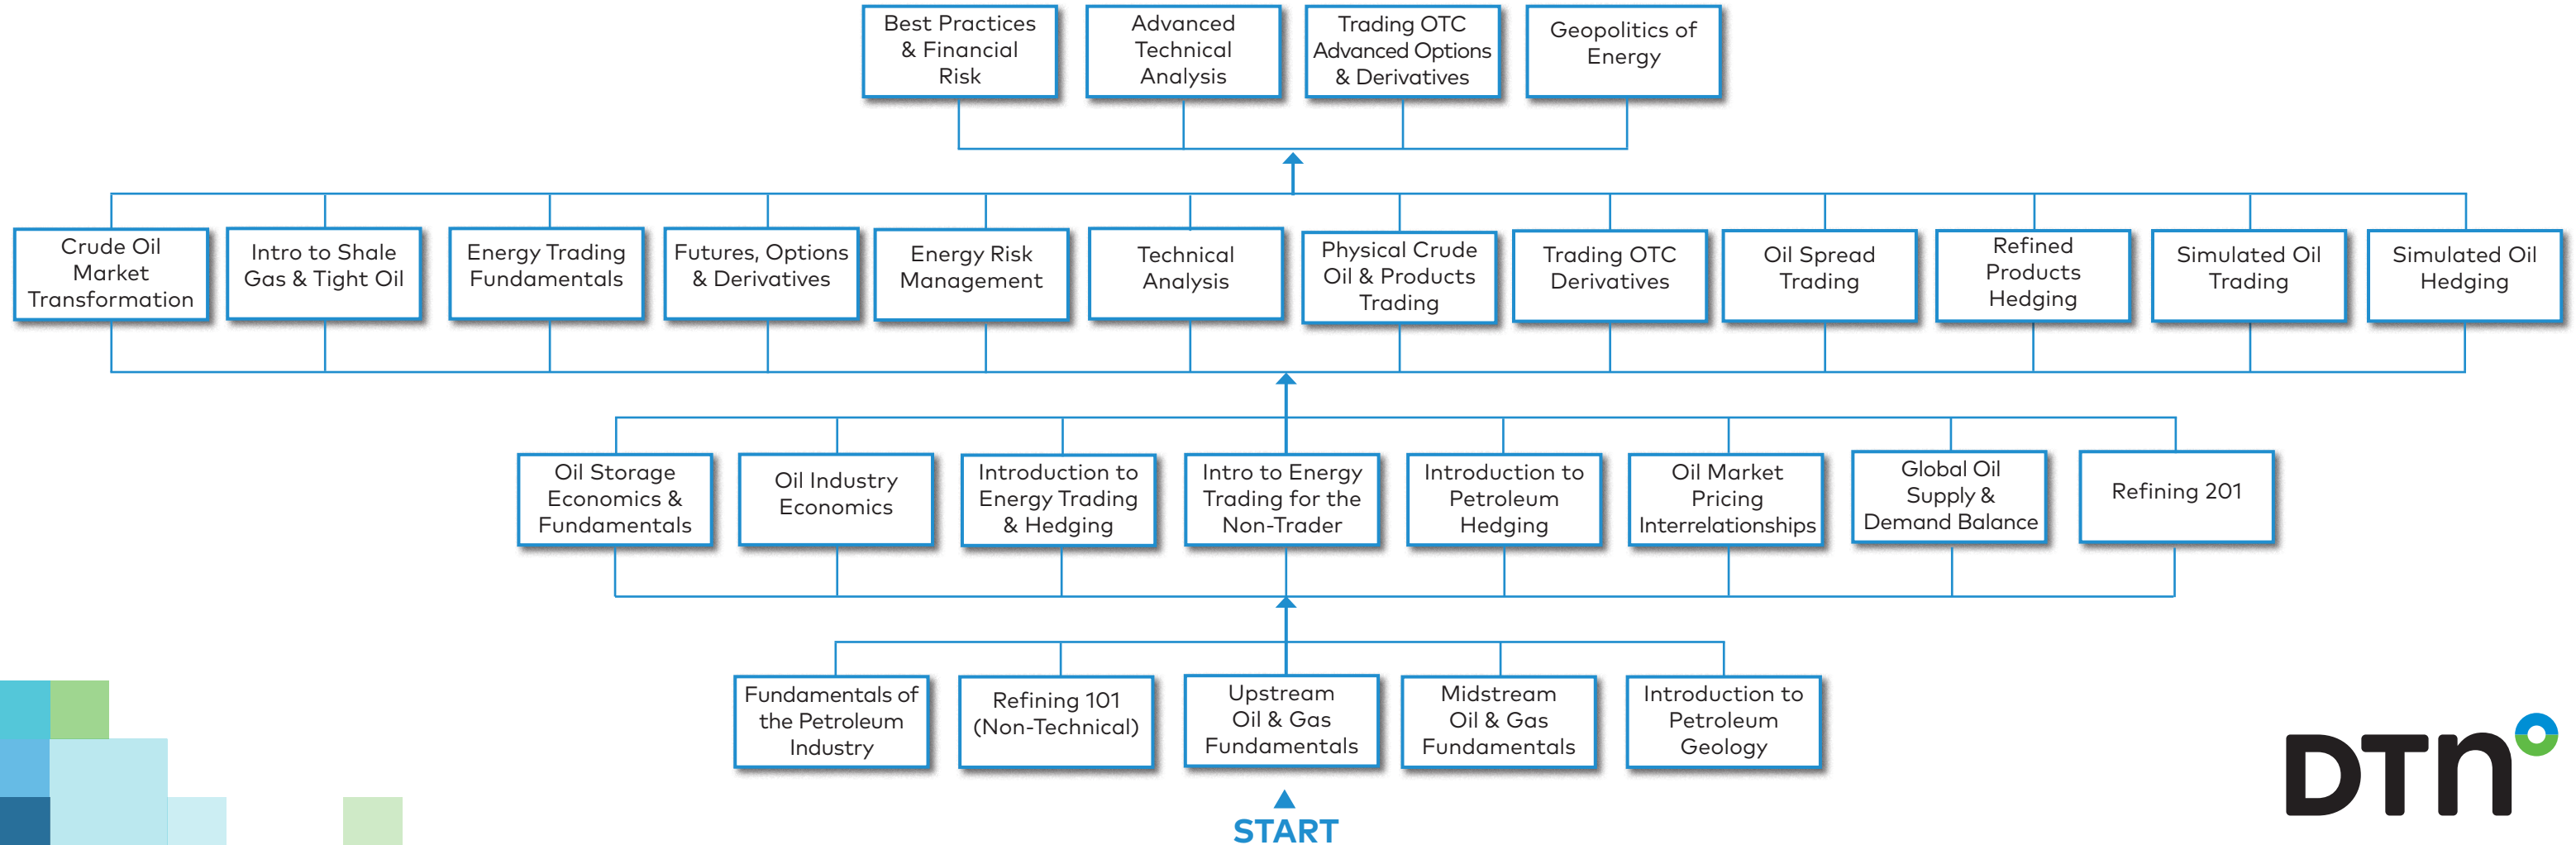 Best Practices
& Financial
Risk
Advanced
Technical
Analysis
Trading OTC
Advanced Options
& Derivatives
Geopolitics of
Energy
Crude Oil
Market
Transformation
Intro to Shale
Gas & Tight Oil
Energy Trading
Fundamentals
Futures, Options
& Derivatives
Energy Risk
Management
Technical
Analysis
Physical Crude
Oil & Products
Trading
Trading OTC
Derivatives
Oil Spread
Trading
Refined
Products
Hedging
Simulated Oil
Trading
Simulated Oil
Hedging
Oil Storage
Economics &
Fundamentals
Oil Industry
Economics
Introduction to
Energy Trading
& Hedging
Intro to Energy
Trading for the
Non-Trader
Introduction to
Petroleum
Hedging
Oil Market
Pricing
Interrelationships
Global Oil
Supply &
Demand Balance
Refining 201
Fundamentals of
the Petroleum
Industry
Refining 101
(Non-Technical)
Upstream
Oil & Gas
Fundamentals
Midstream
Oil & Gas
Fundamentals
Introduction to
Petroleum
Geology
START
DTn